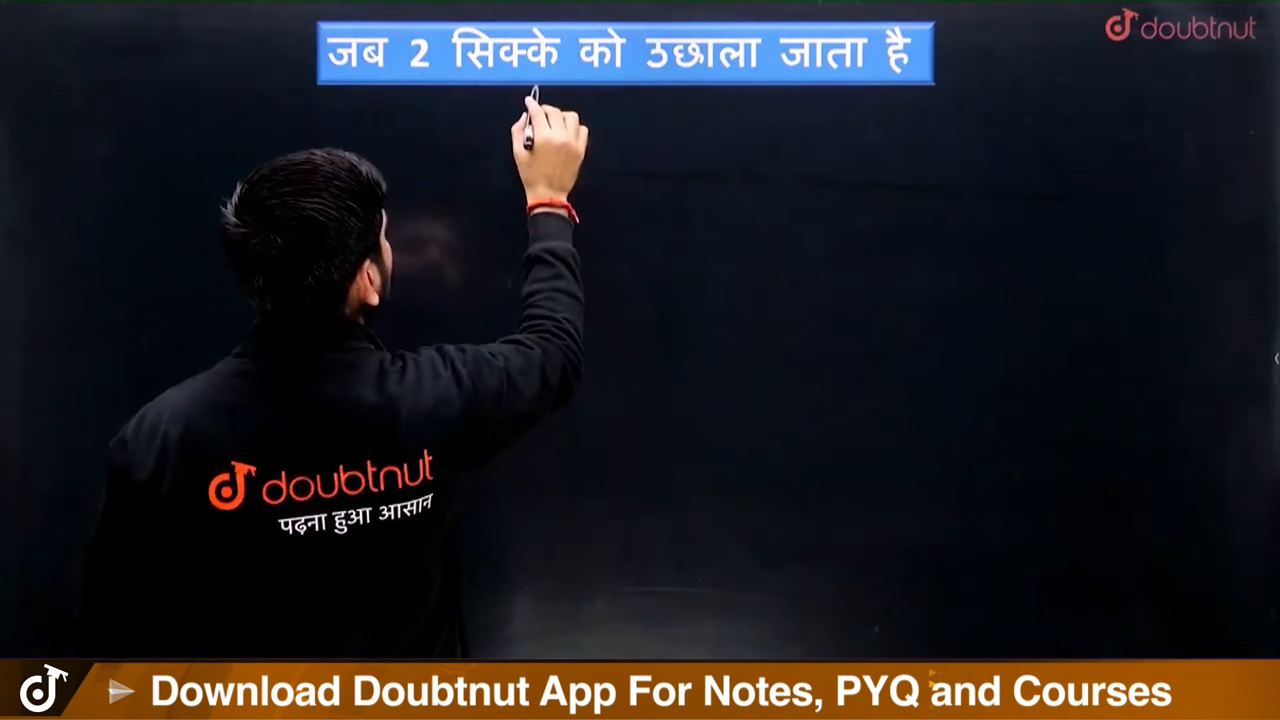 जब 2 सिक्के को उछाला जाता है
doubtnut
doubtnut
पढ़ना हुआ आसान
Download Doubtnut App For Notes, PYQ and Courses